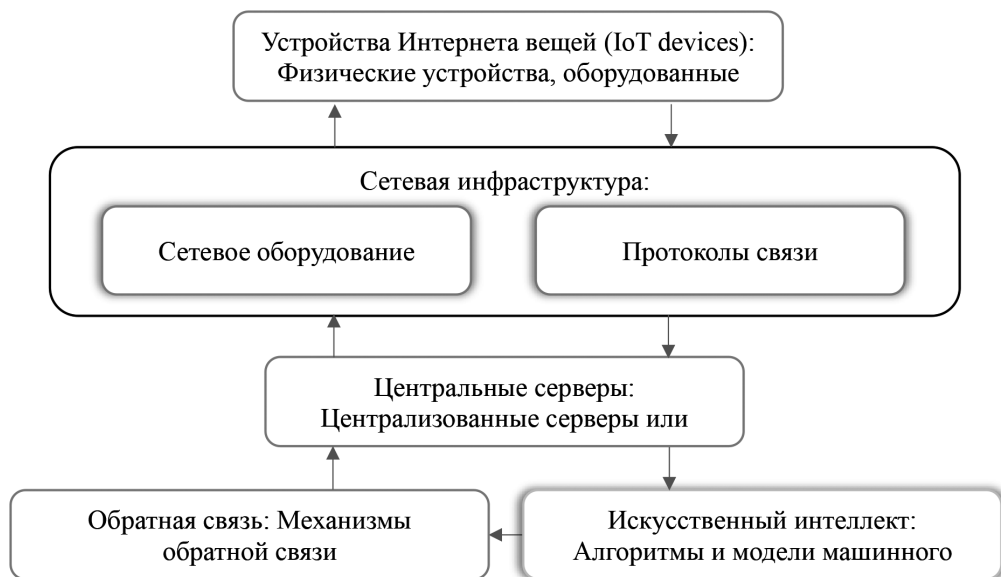 Устройства Интернета вещей (IoT devices):
Физические устройства, оборудованные
Сетевая инфраструктура:
Сетевое оборудование
Протоколы связи
Центральные серверы:
Централизованные серверы или
Обратная связь: Механизмы
обратной связи
Искусственный интеллект:
Алгоритмы и модели машинного